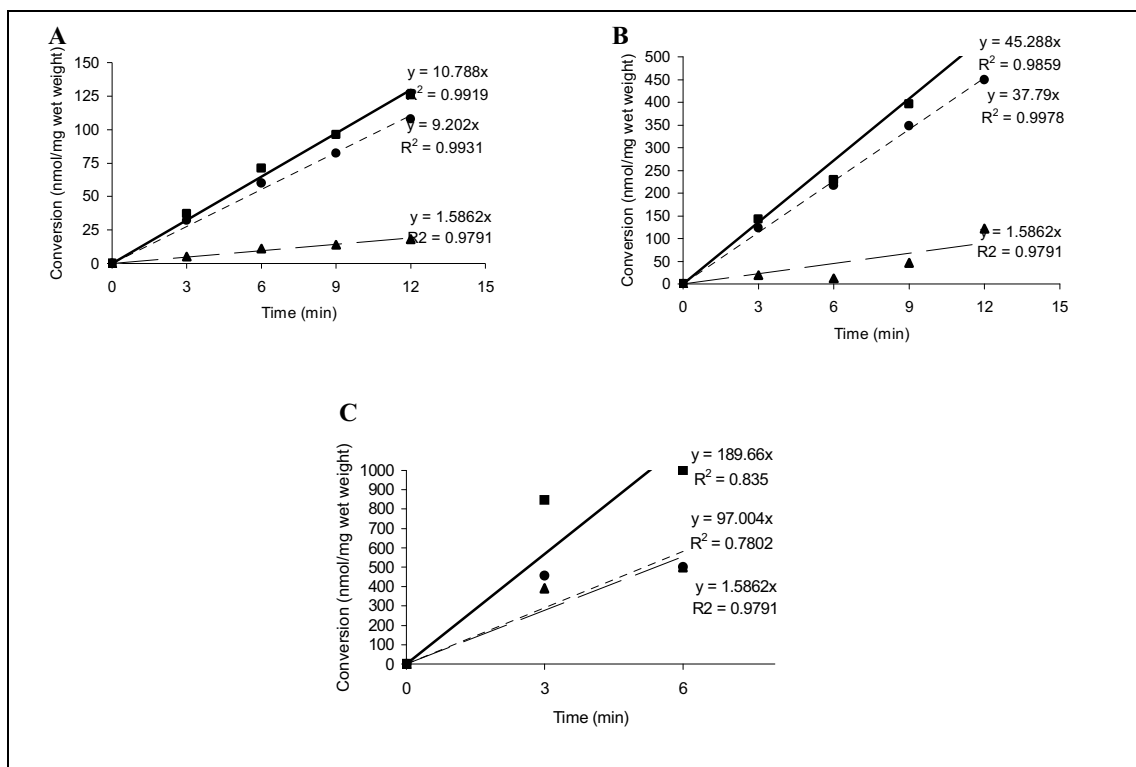 A
Conversion (nmol/mg wet weight)
150
125
100
75
50
25
0
0 3 6 9 12 15
Time (min)
y = 10.788x
R² = 0.9919
y = 9.202x
R² = 0.9931
y = 1.5862x
R2 = 0.9791
B
Conversion (nmol/mg wet weight)
500
450
400
350
300
250
200
150
100
50
0
0 3 6 9 12 15
Time (min)
y = 45.288x
R² = 0.9859
y = 37.79x
R² = 0.9978
y = 1.5862x
R2 = 0.9791
C
Conversion (nmol/mg wet weight)
1000
900
800
700
600
500
400
300
200
100
0
0 3 6
Time (min)
y = 189.66x
R² = 0.835
y = 97.004x
R² = 0.7802
y = 1.5862x
R2 = 0.9791